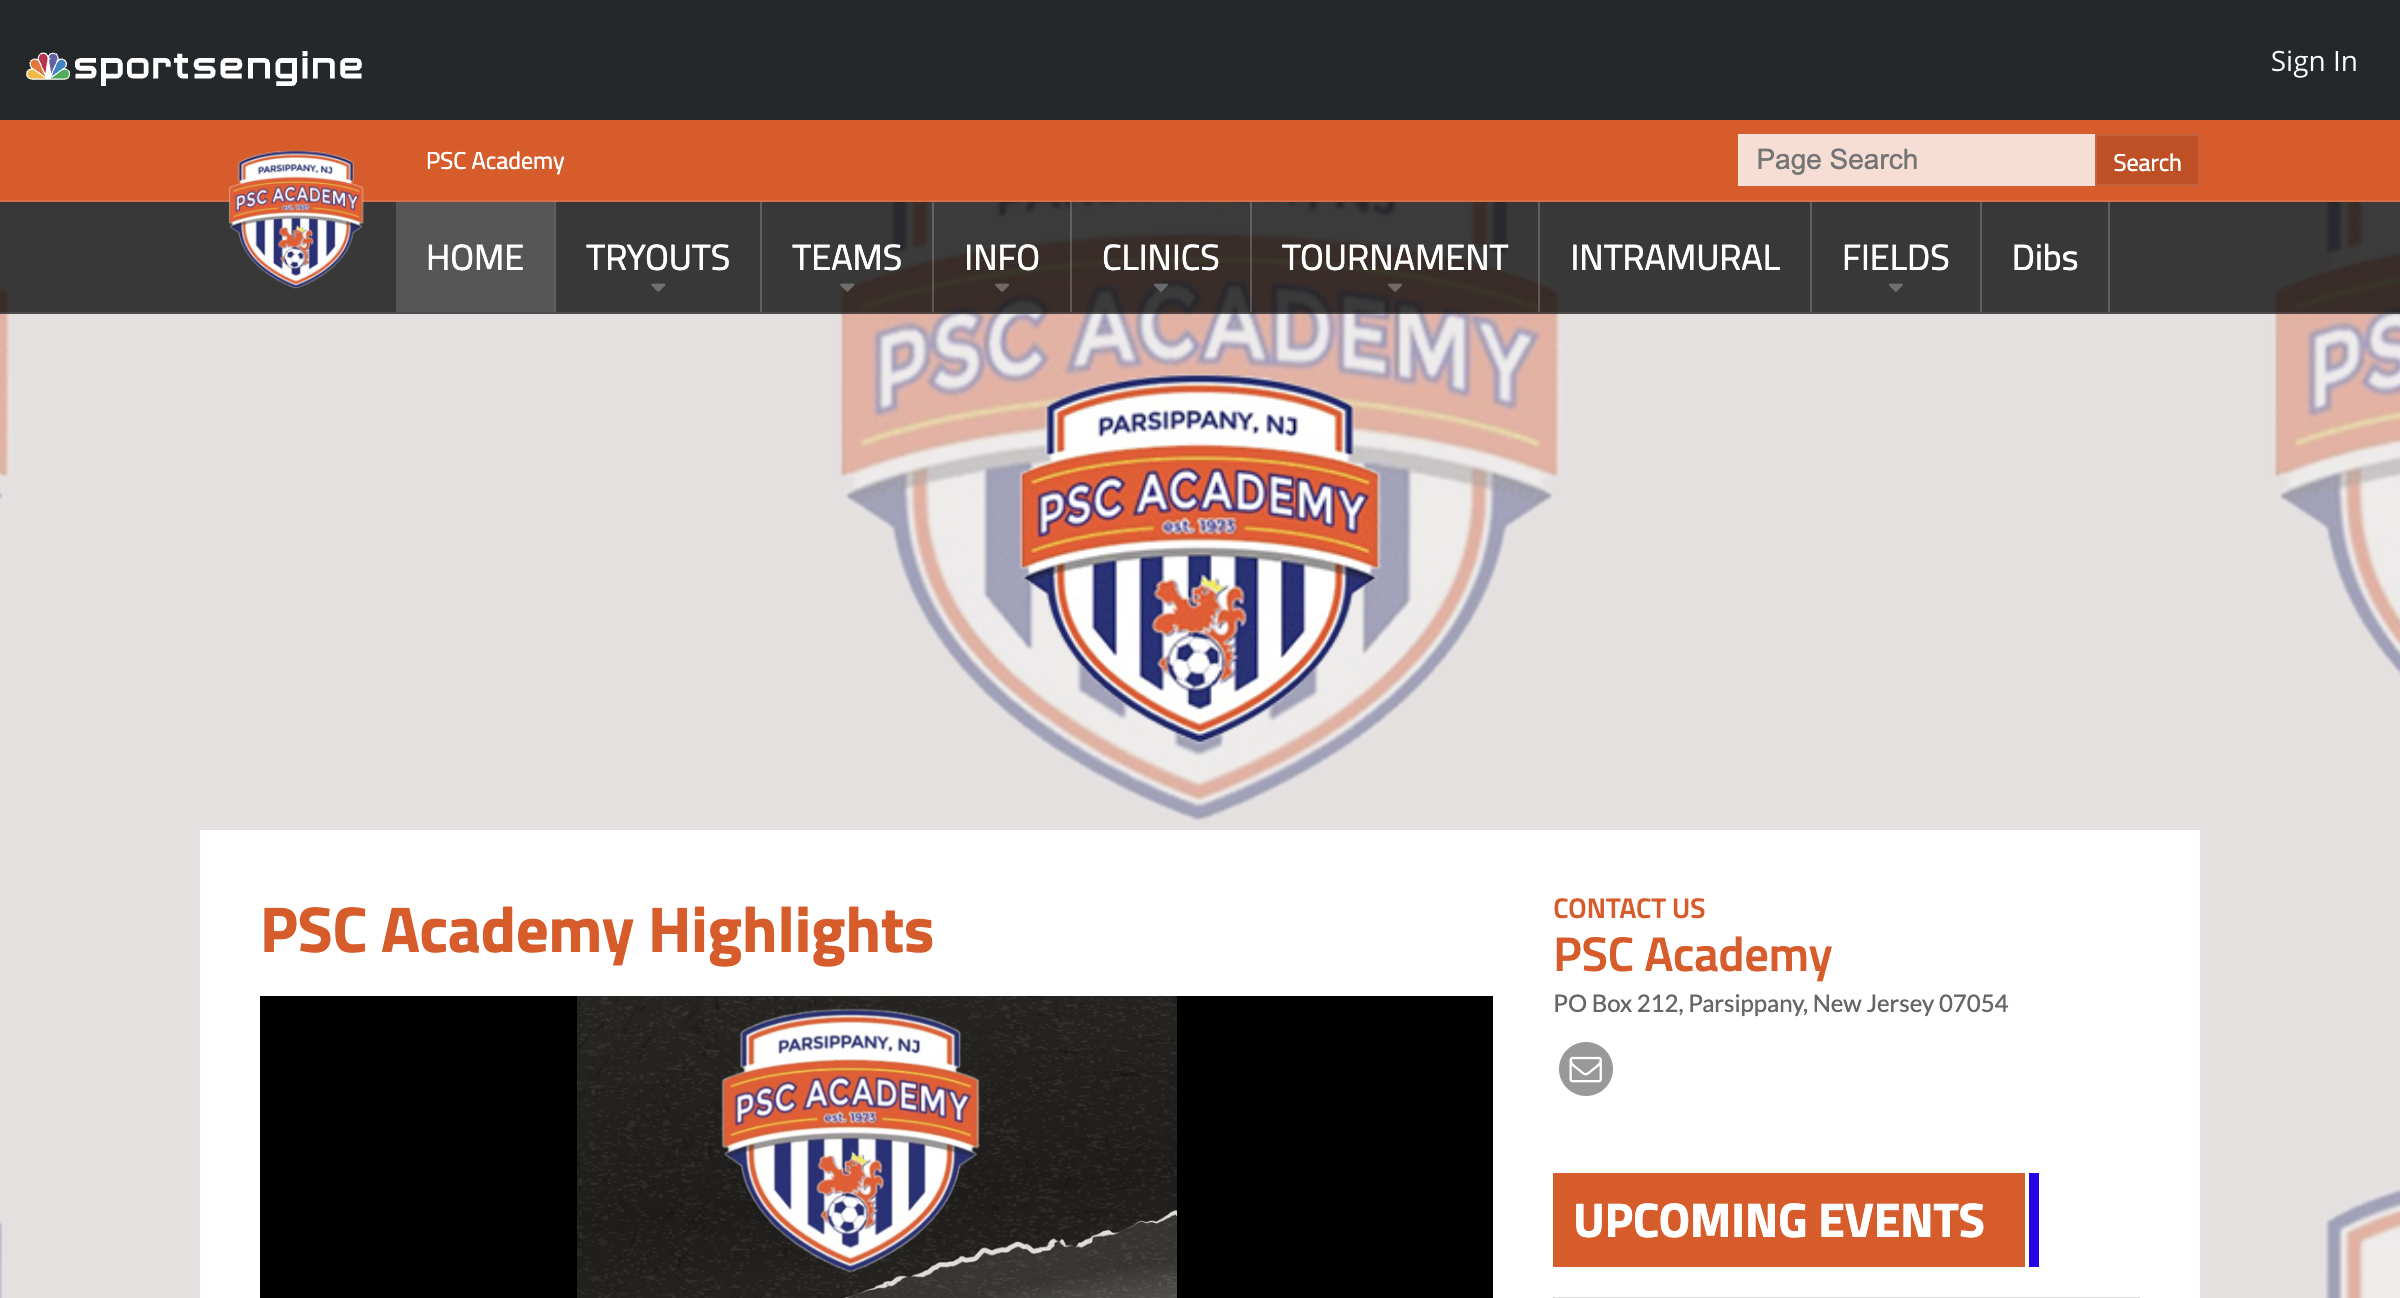 sportsengine
Sign In
PSC Academy
Page Search
Search
PARSIPPANY, NJ
PSC ACADEMY
est. 1973
HOME
TRYOUTS
TEAMS
INFO
CLINICS
TOURNAMENT
INTRAMURAL
FIELDS
Dibs
PSC ACADEMY
PS
PARSIPPANY, NJ
PSC ACADEMY
est. 1973
PSC Academy Highlights
PARSIPPANY, NJ
PSC ACADEMY
est. 1973
CONTACT US
PSC Academy
PO Box 212, Parsippany, New Jersey 07054
UPCOMING EVENTS